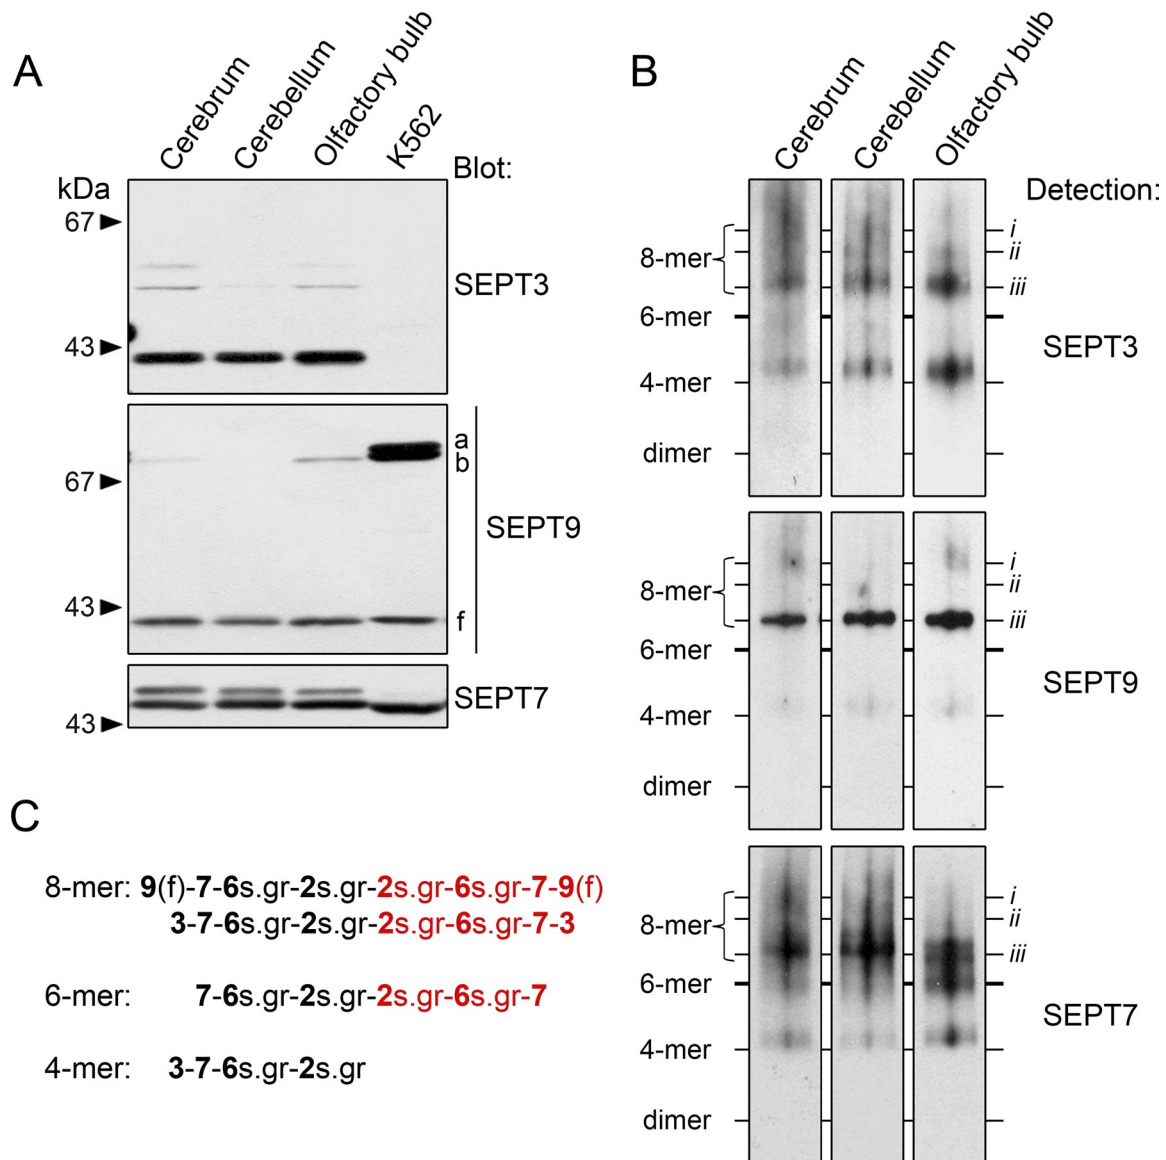 A
Cerebrum
Cerebellum
Olfactory bulb
K562
Blot:
kDa
67
43
SEPT3
67
43
a
b
f
SEPT9
43
SEPT7
B
Cerebrum
Cerebellum
Olfactory bulb
Detection:
8-mer
6-mer
4-mer
dimer
i
ii
iii
SEPT3
8-mer
6-mer
4-mer
dimer
i
ii
iii
SEPT9
8-mer
6-mer
4-mer
dimer
i
ii
iii
SEPT7
C
8-mer: 9(f)-7-6s.gr-2s.gr-2s.gr-6s.gr-7-9(f)
3-7-6s.gr-2s.gr-2s.gr-6s.gr-7-3
6-mer: 7-6s.gr-2s.gr-2s.gr-6s.gr-7
4-mer: 3-7-6s.gr-2s.gr